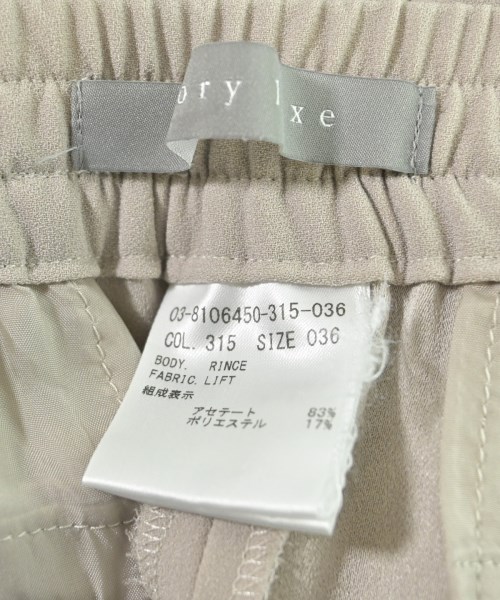 ory
xe
03-8106450-315-036
COL. 315 SIZE 036
BODY. RINCE
FABRIC. LIFT
組成表示
アセテート 83%
ポリエステル 17%